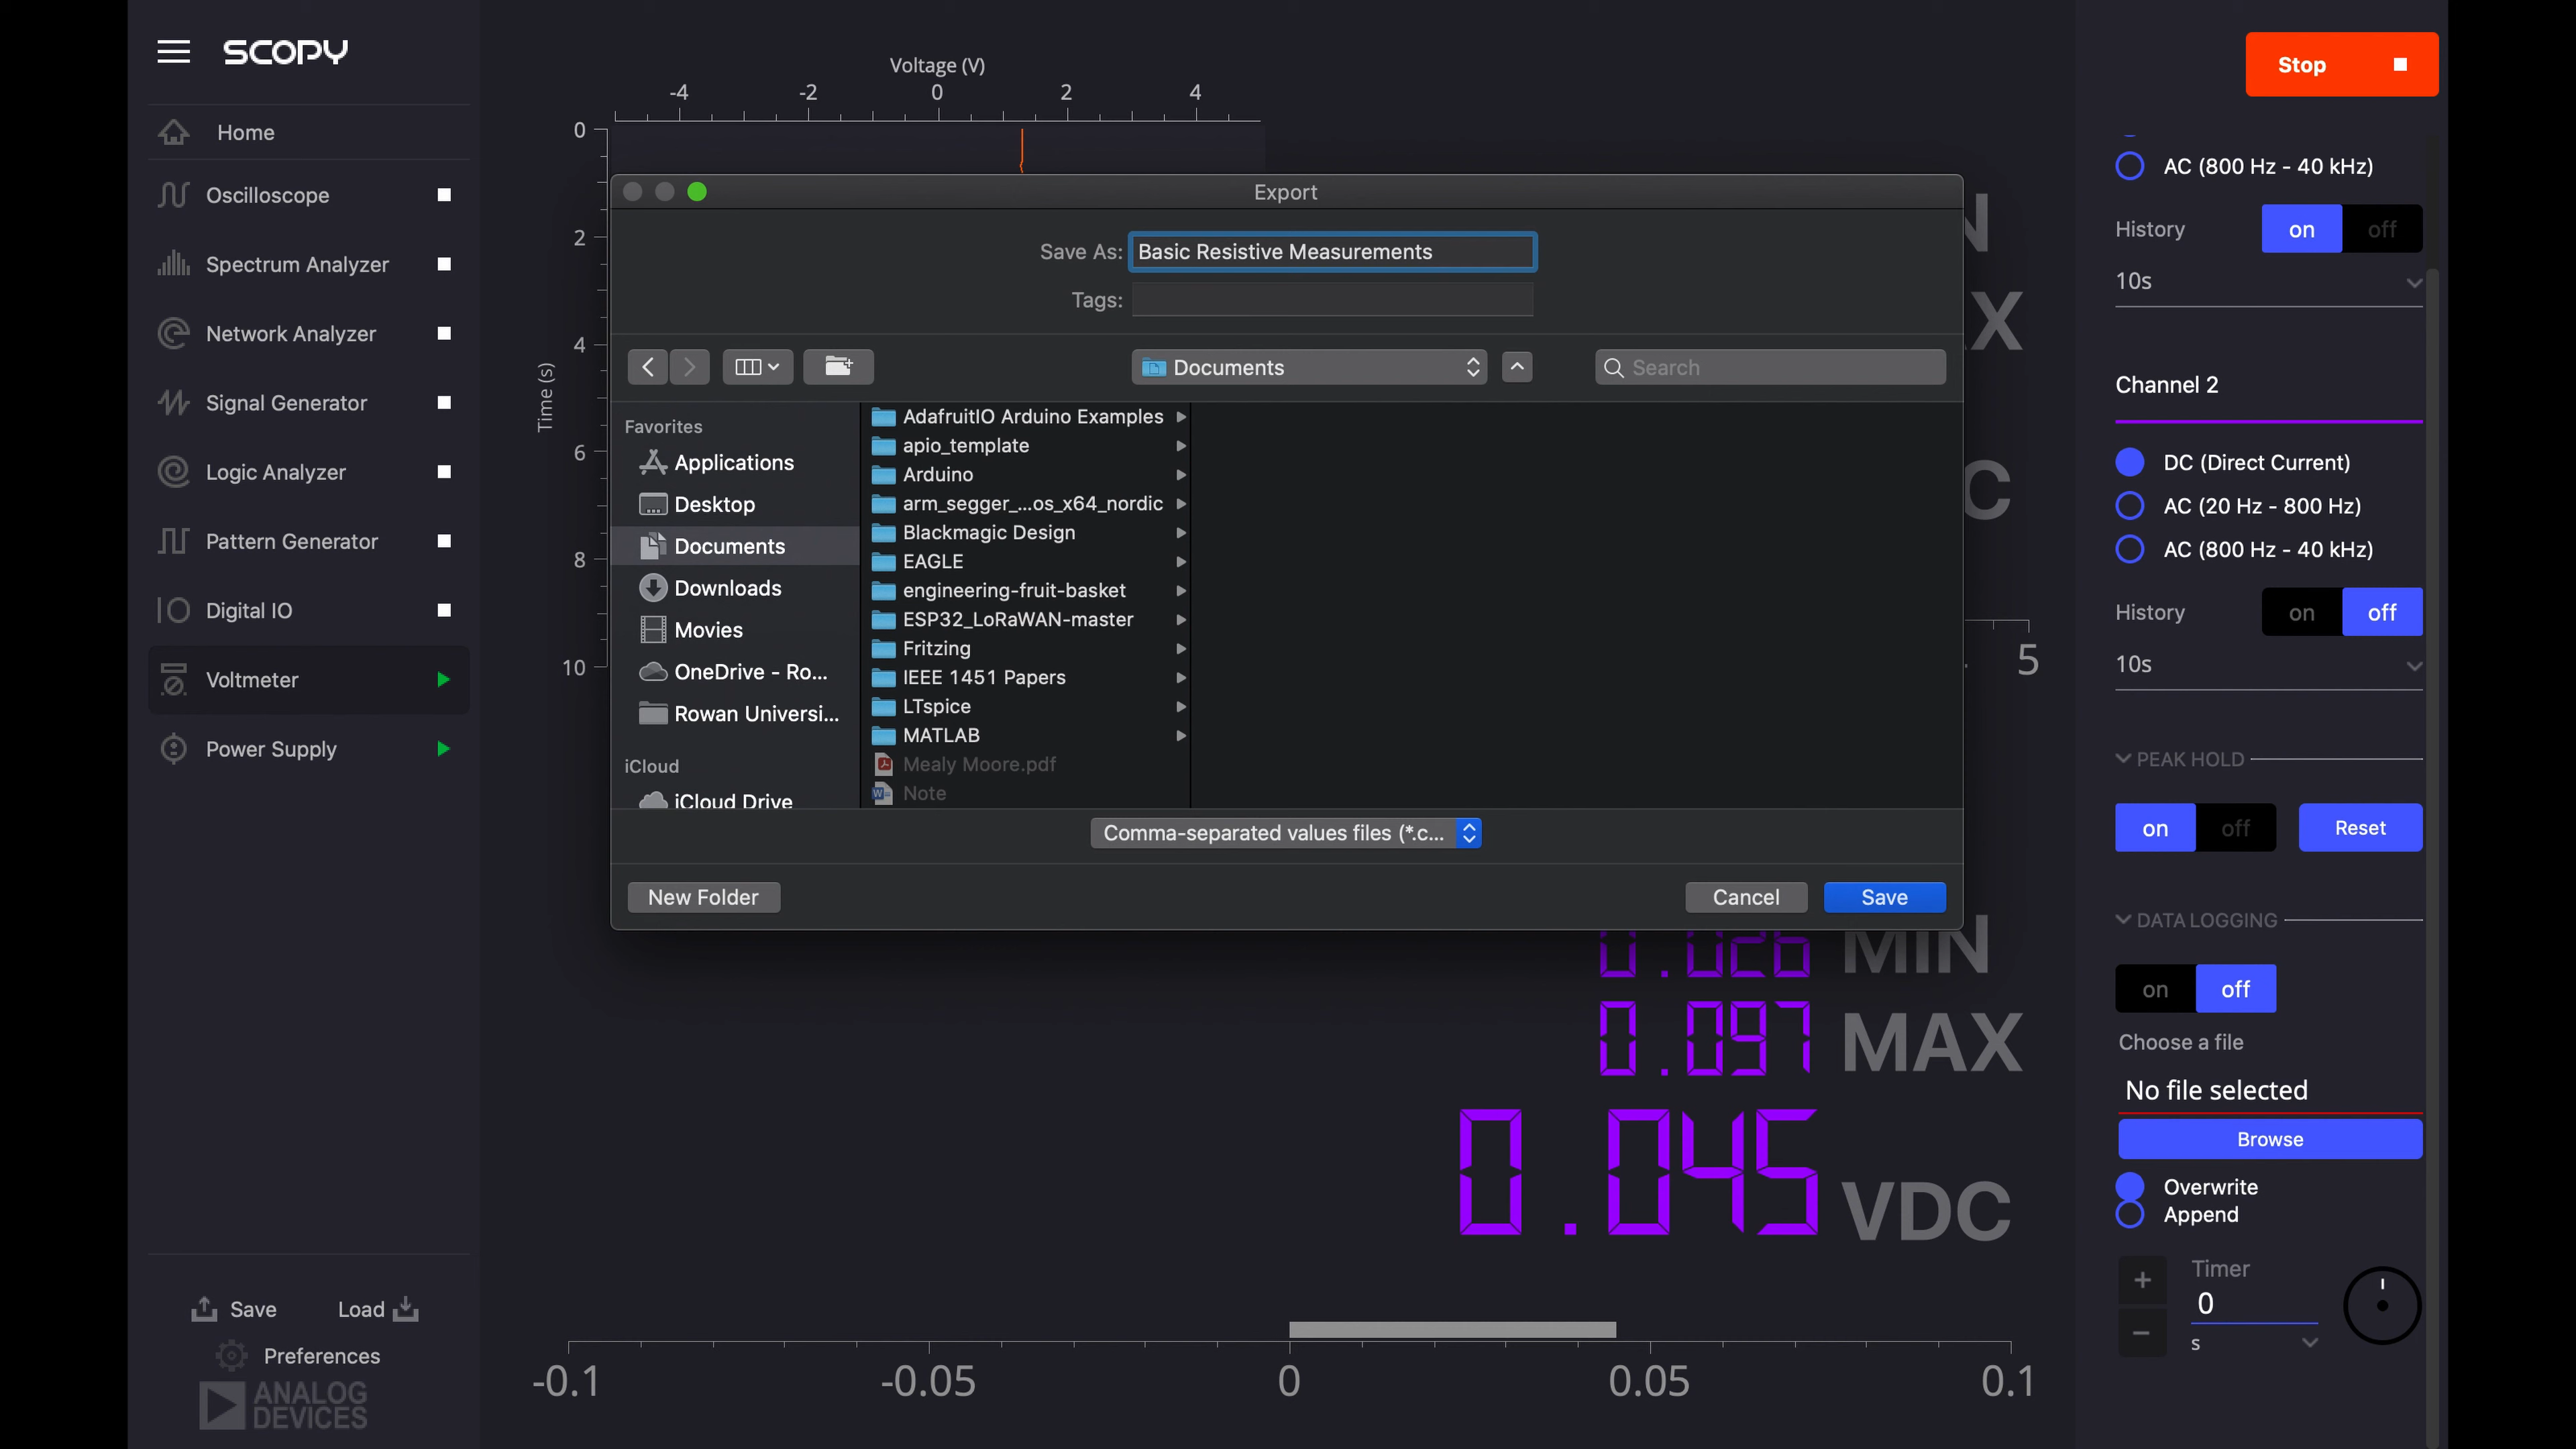 SCOPY
Home
Oscilloscope
Spectrum Analyzer
Network Analyzer
Signal Generator
Logic Analyzer
Pattern Generator
Digital IO
Voltmeter
Power Supply
Save
Load
Preferences
ANALOG
DEVICES
Voltage (V)
-4 -2 0 2 4
Time (s)
0
2
4
6
8
10
Export
Save As: Basic Resistive Measurements
Tags:
Documents
Search
Favorites
Applications
Desktop
Documents
Downloads
Movies
OneDrive - Ro...
Rowan Universi...
iCloud
iCloud Drive
AdafruitIO Arduino Examples
apio_template
Arduino
arm_segger_...os_x64_nordic
Blackmagic Design
EAGLE
engineering-fruit-basket
ESP32_LoRaWAN-master
Fritzing
IEEE 1451 Papers
LTspice
MATLAB
Mealy Moore.pdf
Note
Comma-separated values files (*.c...
New Folder
Cancel
Save
5
0.026 MIN
0.097 MAX
0.045 VDC
-0.1 -0.05 0 0.05 0.1
Stop
AC (800 Hz - 40 kHz)
History on off
10s
Channel 2
DC (Direct Current)
AC (20 Hz - 800 Hz)
AC (800 Hz - 40 kHz)
History on off
10s
PEAK HOLD
on off Reset
DATA LOGGING
on off
Choose a file
No file selected
Browse
Overwrite
Append
+
Timer
0
−
s